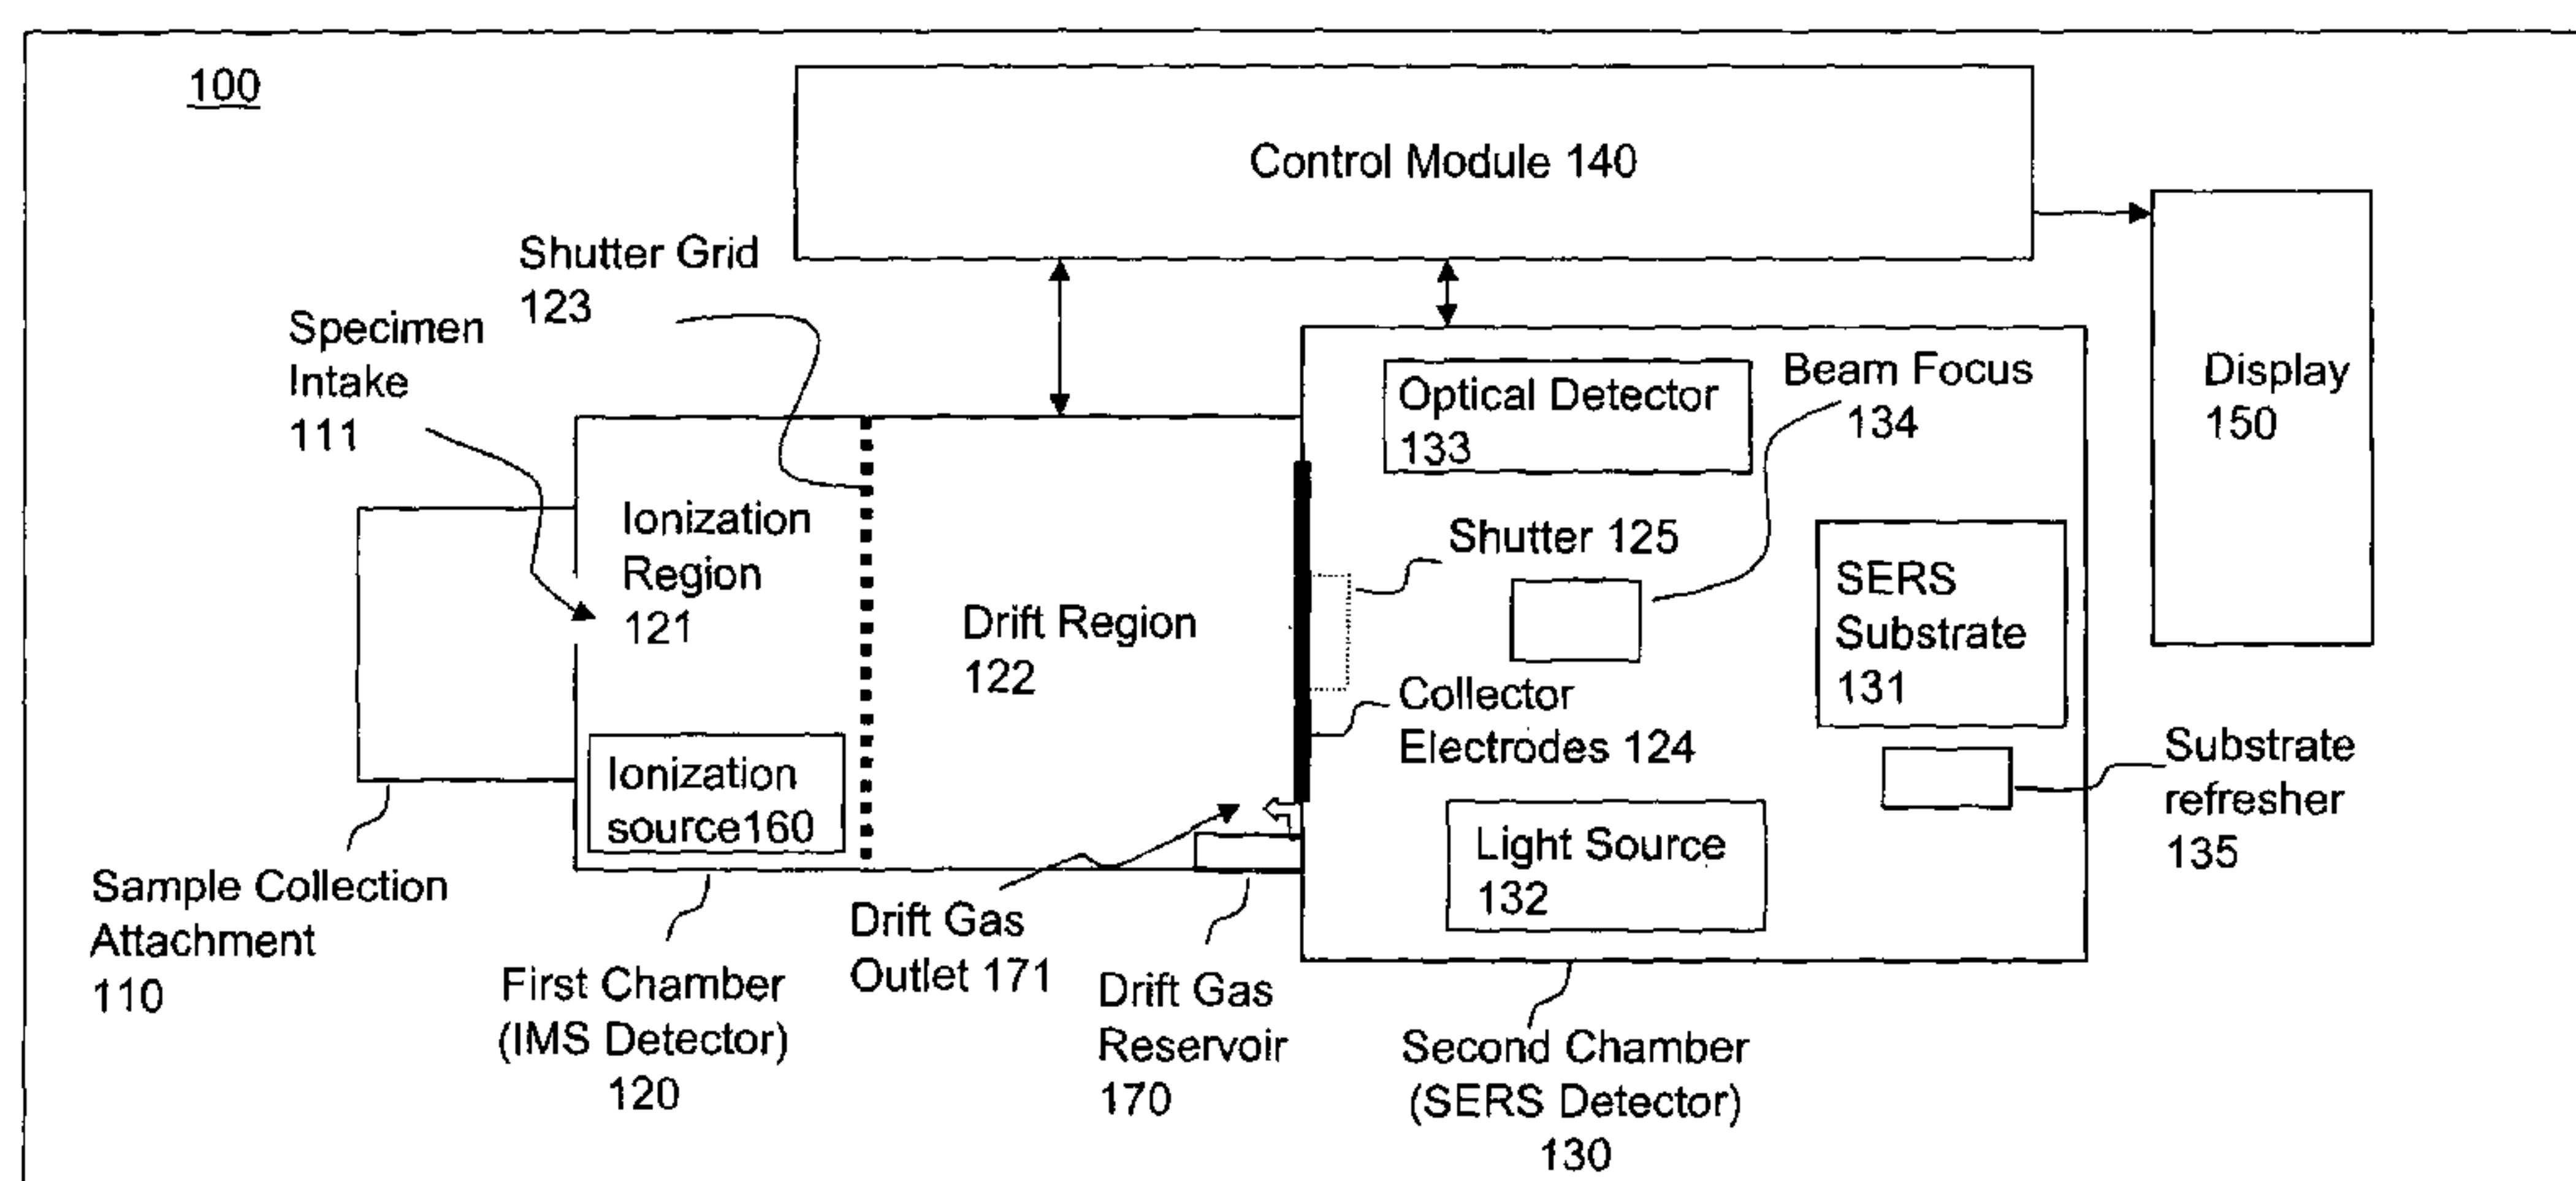 100
Control Module 140
Shutter Grid
123
Specimen
Intake
111
Display
150
Optical Detector
133
Beam Focus
134
Ionization
Region
121
Drift Region
122
Shutter 125
SERS
Substrate
131
Collector
Electrodes 124
Ionization
source160
Light Source
132
Substrate
refresher
135
Sample Collection
Attachment
110
First Chamber
(IMS Detector)
120
Drift Gas
Outlet 171
Drift Gas
Reservoir
170
Second Chamber
(SERS Detector)
130